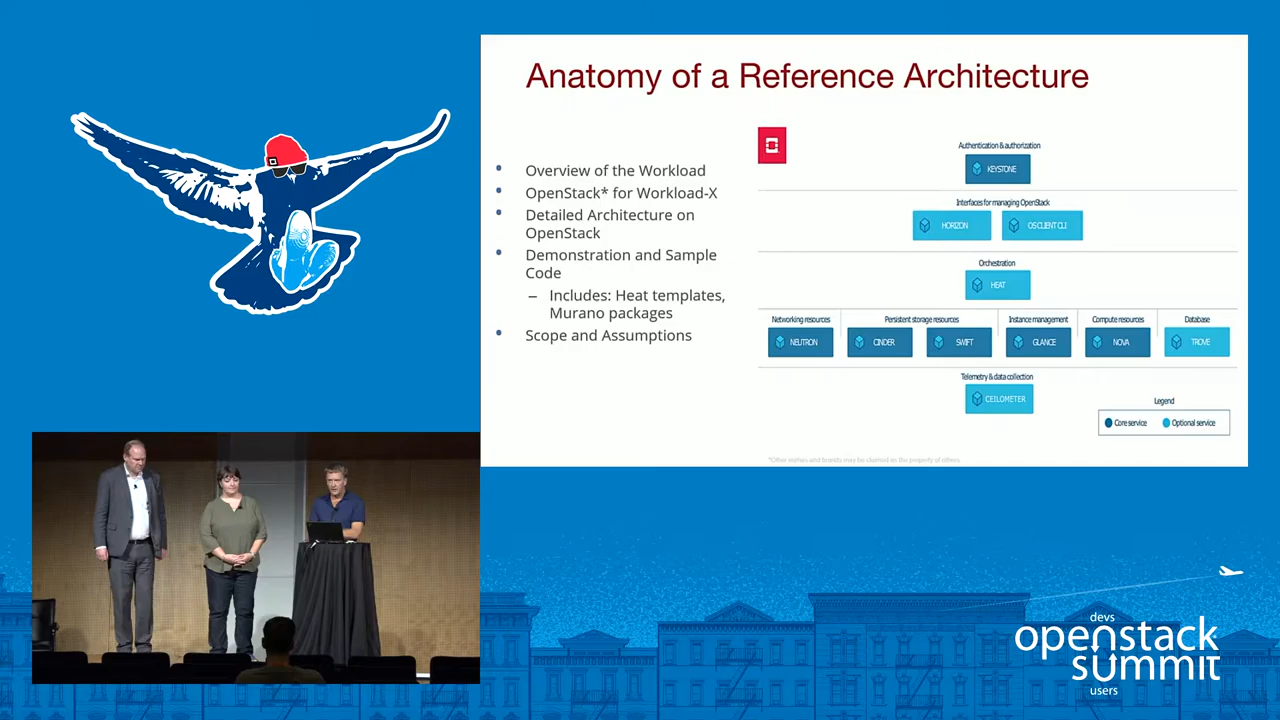 Anatomy of a Reference Architecture
Overview of the Workload
OpenStack* for Workload-X
Detailed Architecture on
OpenStack
Demonstration and Sample
Code
– Includes: Heat templates,
Murano packages
Scope and Assumptions
Authentication & authorization
KEYSTONE
Interfaces for managing OpenStack
HORIZON
OS CLIENT CLI
Orchestration
HEAT
Networking resources
Persistent storage resources
Instance management
Compute resources
Database
NEUTRON
CINDER
SWIFT
GLANCE
NOVA
TROVE
Telemetry & data collection
CEILOMETER
Legend
Core service
Optional service
*Other names and brands may be claimed as the property of others.
devs
openstack
summit
users